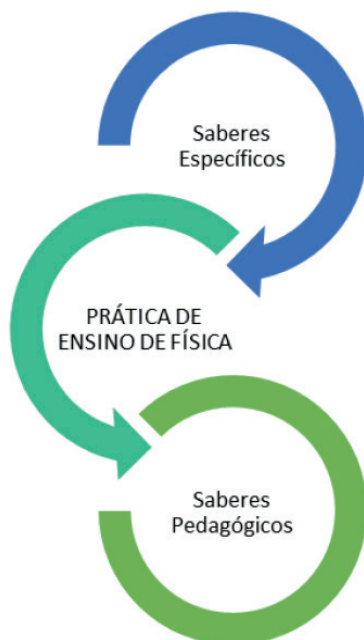 Saberes
Específicos
PRÁTICA DE
ENSINO DE FÍSICA
Saberes
Pedagógicos